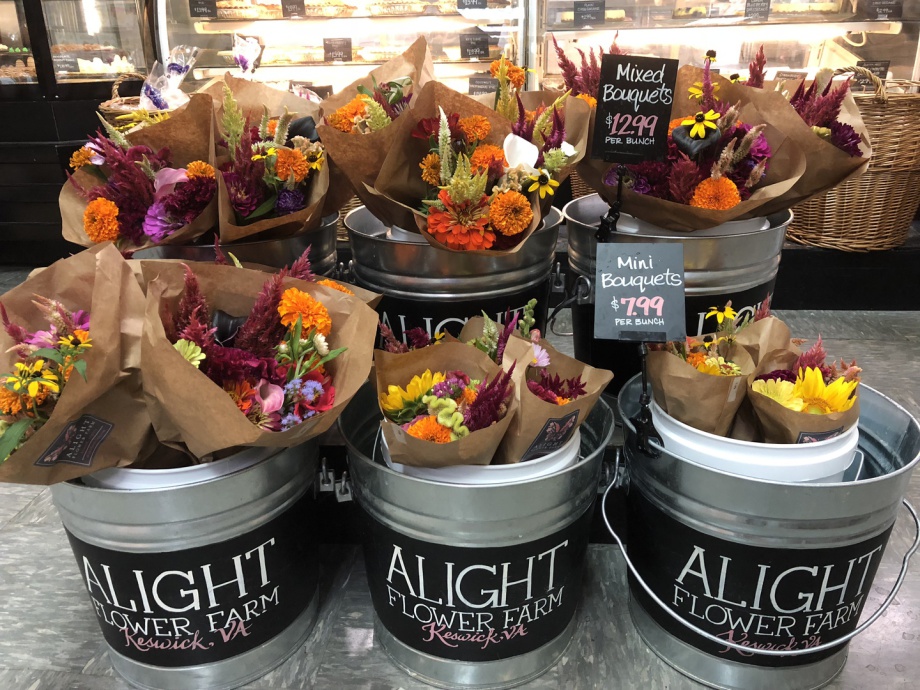 Mixed
Bouquets
$12.99
PER BUNCH
Mini
Bouquets
$7.99
PER BUNCH
ALIGHT
ALIGHT
FLOWER FARM
Keswick, VA
ALIGHT
FLOWER FARM
Keswick, VA
ALIGHT
FLOWER FARM
Keswick, VA
ALIGHT